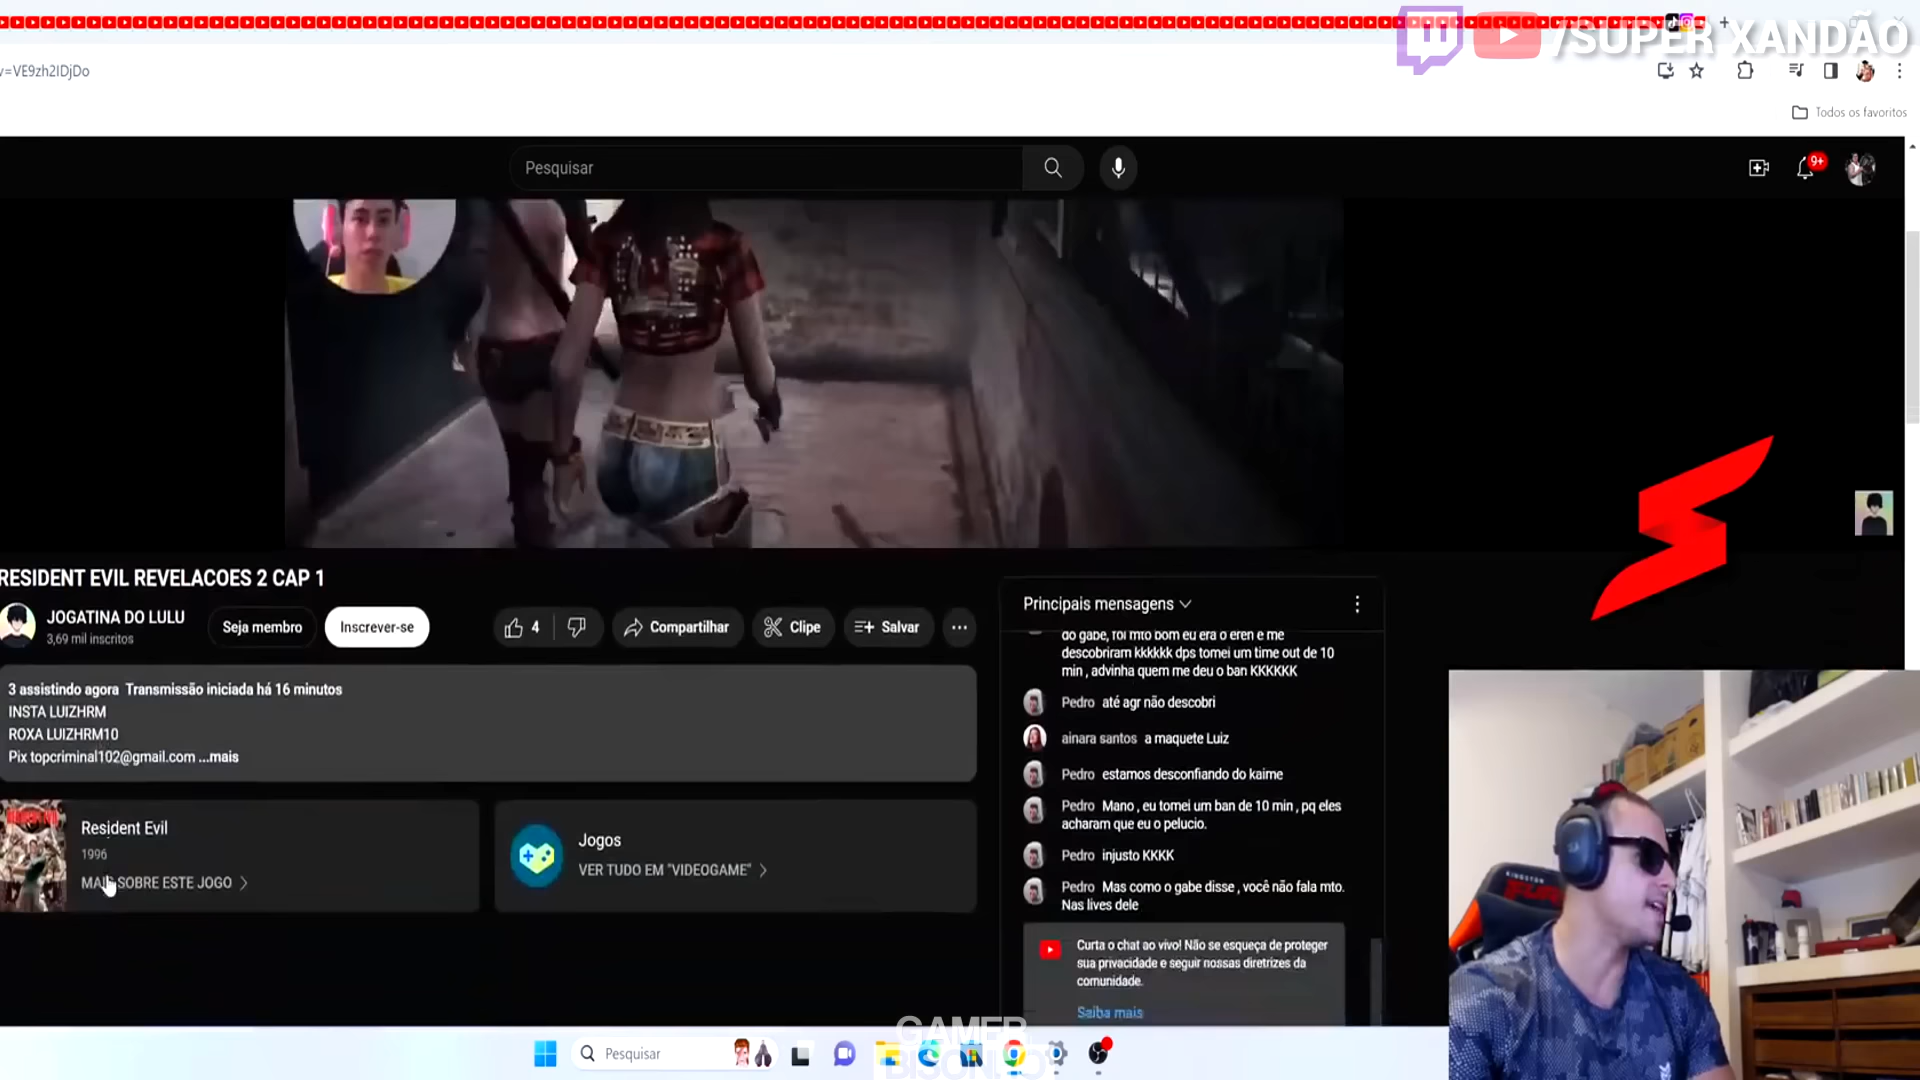 /SUPER XANDÃO
v=VE9zh2IDjDo
Todos os favoritos
Pesquisar
9+
RESIDENT EVIL REVELACOES 2 CAP 1
JOGATINA DO LULU
3,69 mil inscritos
Seja membro
Inscrever-se
4
Compartilhar
Clipe
Salvar
3 assistindo agora Transmissão iniciada há 16 minutos
INSTA LUIZHRM
ROXA LUIZHRM10
Pix topcriminal102@gmail.com ...mais
Resident Evil
1996
MAIS SOBRE ESTE JOGO
Jogos
VER TUDO EM "VIDEOGAME"
Principais mensagens
do gabe, foi mto bom eu era o eren e me
descobriram kkkkkk dps tomei um time out de 10
min , advinha quem me deu o ban KKKKKK
Pedro até agr não descobri
ainara santos a maquete Luiz
Pedro estamos desconfiando do kaime
Pedro Mano , eu tomei um ban de 10 min , pq eles
acharam que eu o pelucio.
Pedro injusto KKKK
Pedro Mas como o gabe disse , você não fala mto.
Nas lives dele
Curta o chat ao vivo! Não se esqueça de proteger
sua privacidade e seguir nossas diretrizes da
comunidade.
Saiba mais
GAMER
BISONHO
Pesquisar